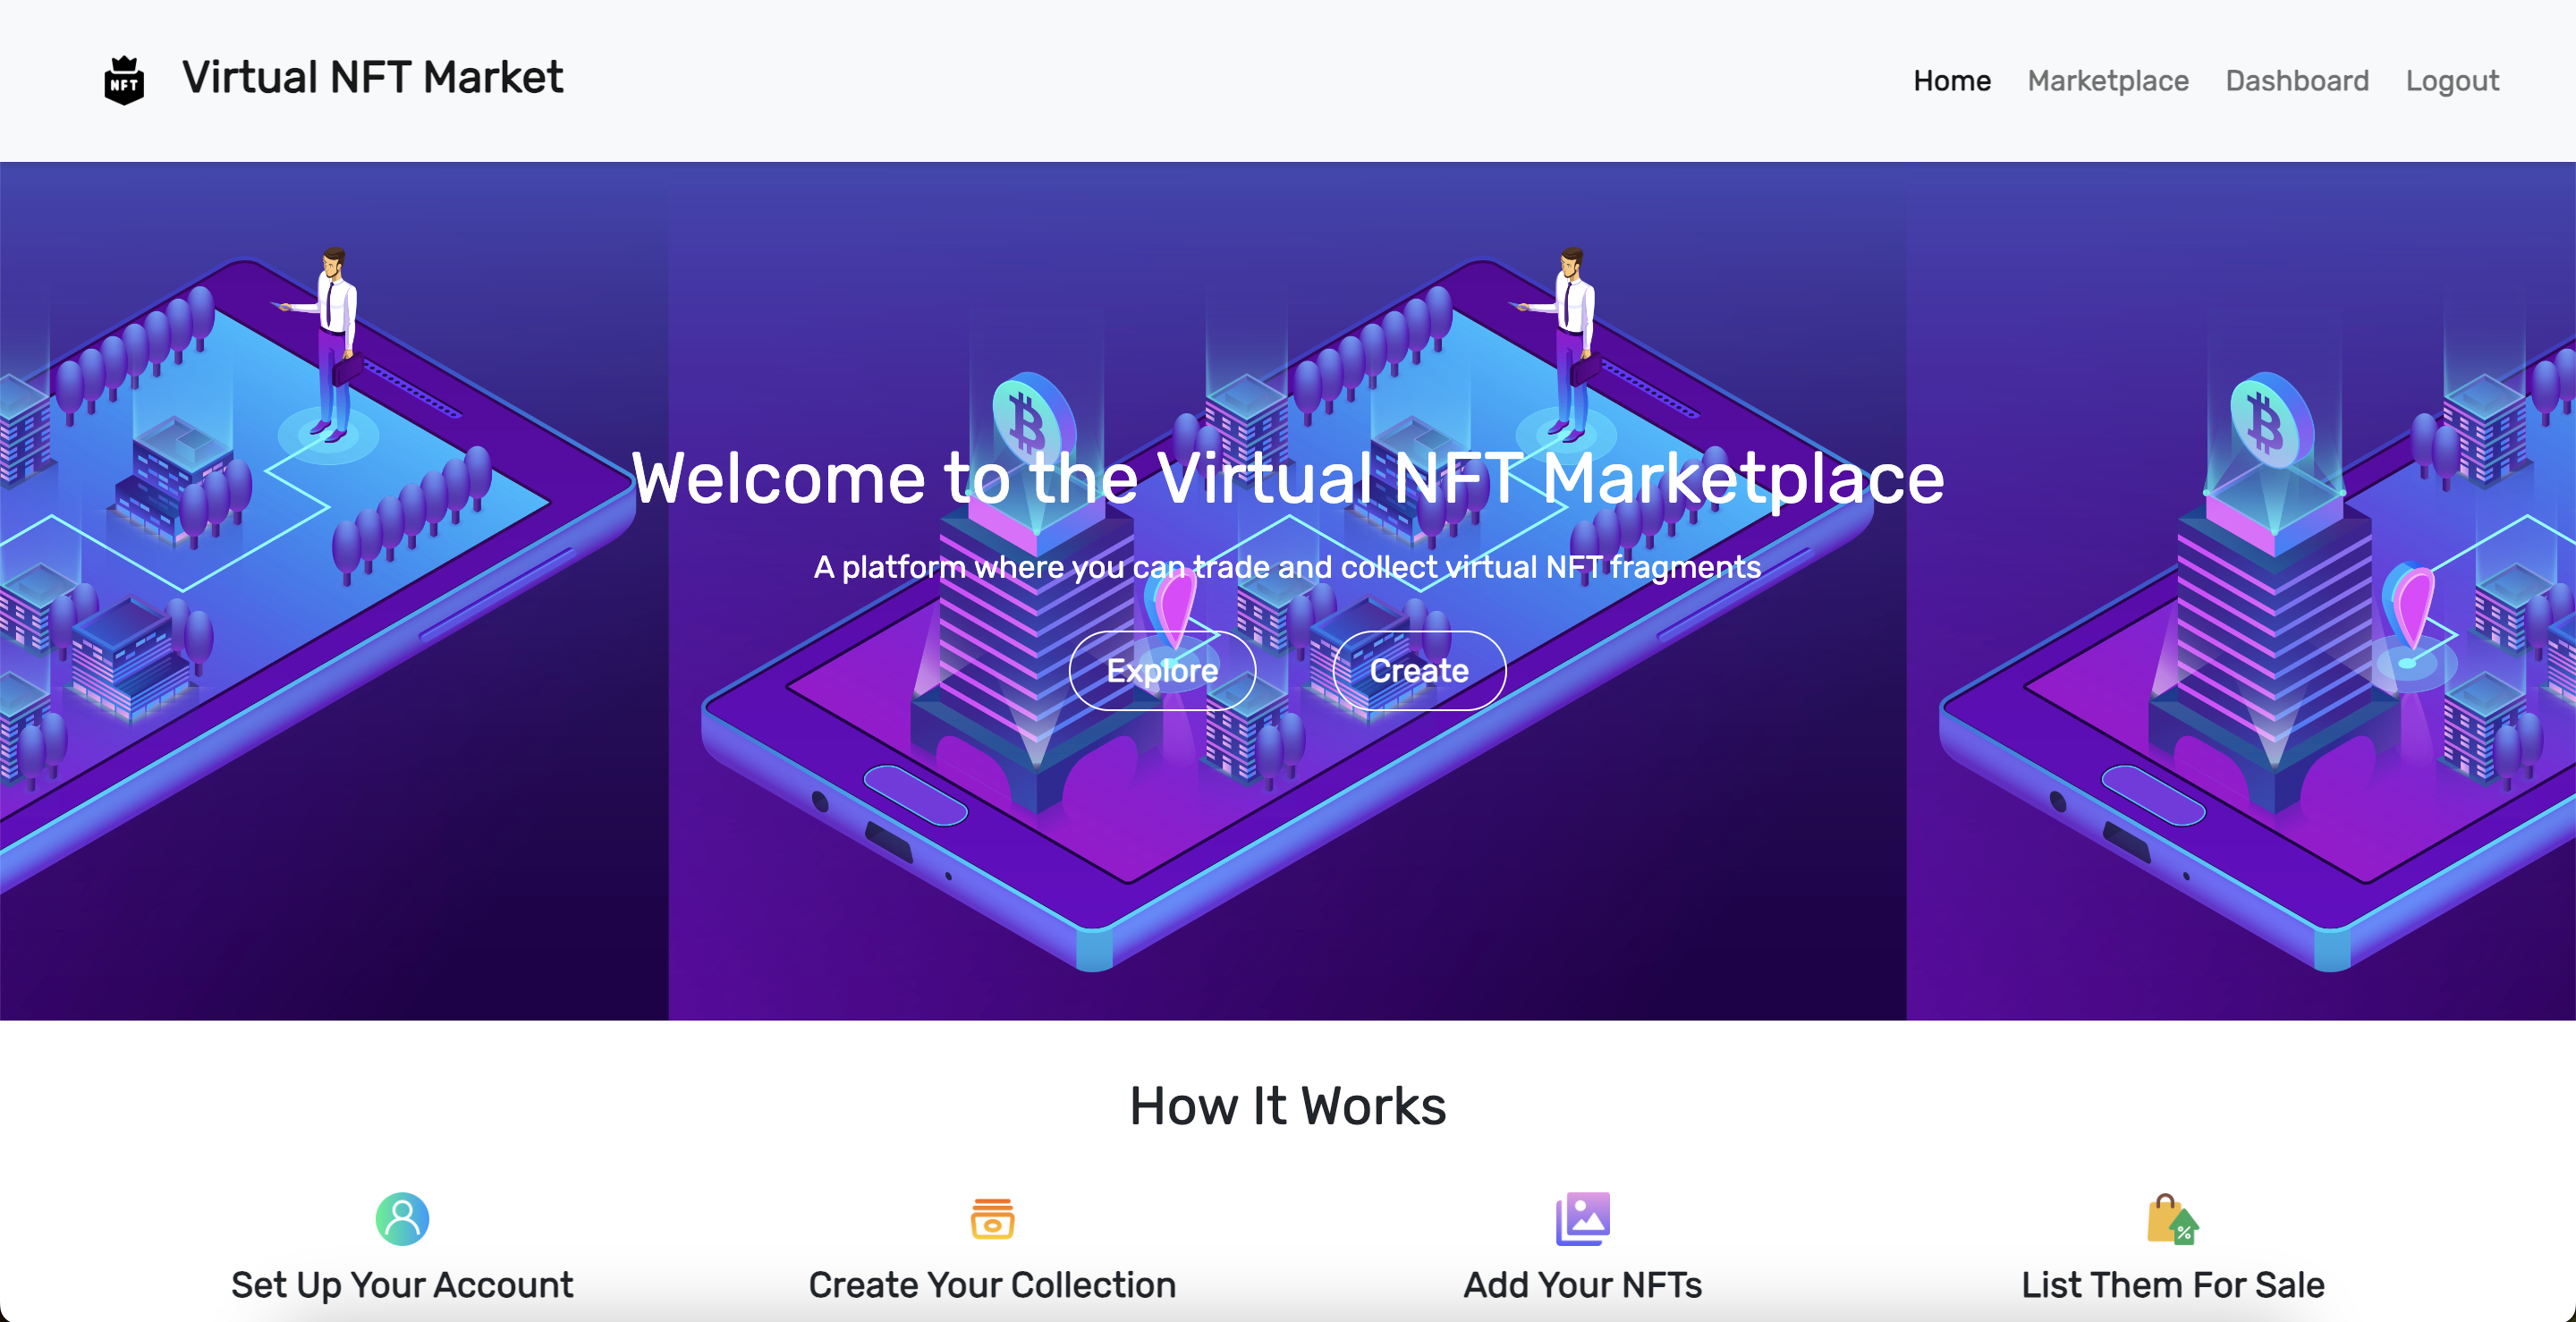 NFT
Virtual NFT Market
Home Marketplace Dashboard Logout
Welcome to the Virtual NFT Marketplace
A platform where you can trade and collect virtual NFT fragments
Explore Create
How It Works
Set Up Your Account Create Your Collection Add Your NFTs List Them For Sale